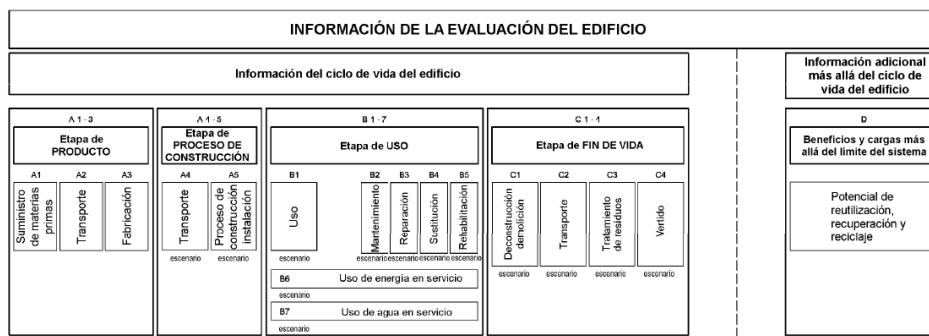 INFORMACIÓN DE LA EVALUACIÓN DEL EDIFICIO
Información del ciclo de vida del edificio
Información adicional
más allá del ciclo de
vida del edificio
A 1 - 3
Etapa de
PRODUCTO
A1
A2
A3
Suministro
de materias
primas
Transporte
Fabricación
A 4 - 5
Etapa de
PROCESO DE
CONSTRUCCIÓN
A4
A5
Transporte
Proceso de
construcción
instalación
escenario
escenario
B 1 - 7
Etapa de USO
B1
B2
B3
B4
B5
Uso
Mantenimiento
Reparación
Sustitución
Rehabilitación
escenario
escenario
escenario
escenario
escenario
B6
Uso de energía en servicio
escenario
B7
Uso de agua en servicio
escenario
C 1 - 4
Etapa de FIN DE VIDA
C1
C2
C3
C4
Deconstrucción
demolición
Transporte
Tratamiento
de residuos
Vertido
escenario
escenario
escenario
escenario
D
Beneficios y cargas más
allá del límite del sistema
Potencial de
reutilización,
recuperación y
reciclaje